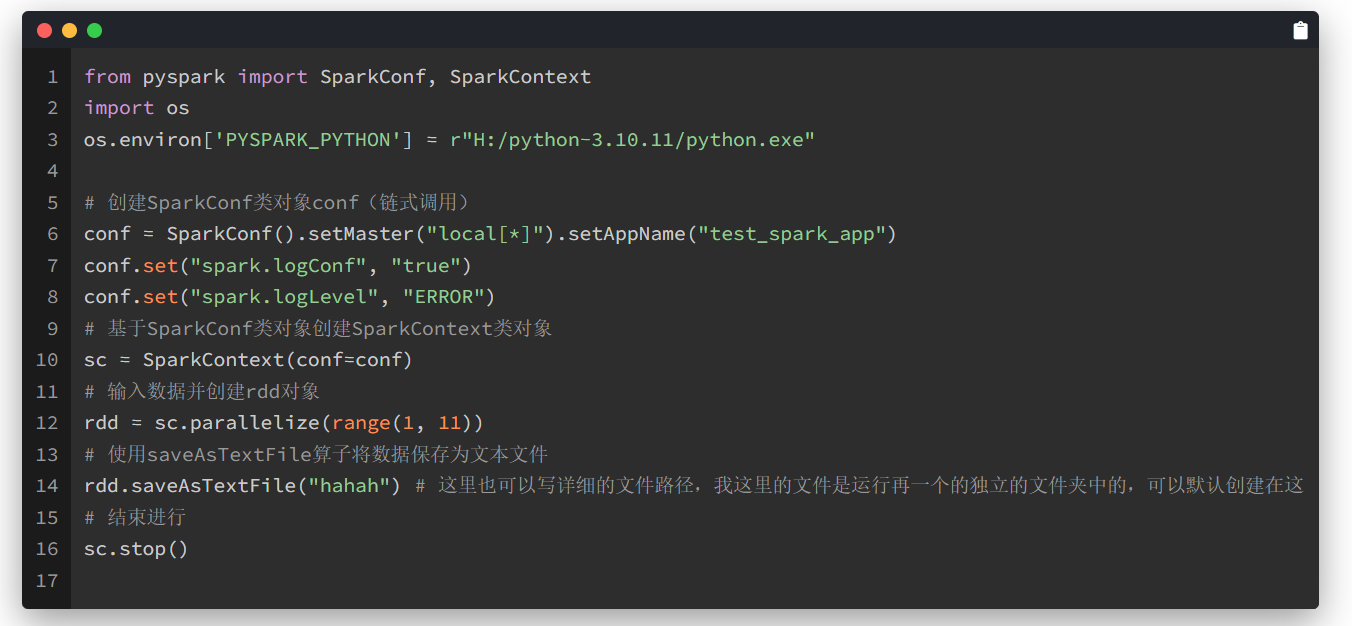 1 from pyspark import SparkConf, SparkContext
2 import os
3 os.environ['PYSPARK_PYTHON'] = r"H:/python-3.10.11/python.exe"
4
5 # 创建SparkConf类对象conf（链式调用）
6 conf = SparkConf().setMaster("local[*]").setAppName("test_spark_app")
7 conf.set("spark.logConf", "true")
8 conf.set("spark.logLevel", "ERROR")
9 # 基于SparkConf类对象创建SparkContext类对象
10 sc = SparkContext(conf=conf)
11 # 输入数据并创建rdd对象
12 rdd = sc.parallelize(range(1, 11))
13 # 使用saveAsTextFile算子将数据保存为文本文件
14 rdd.saveAsTextFile("hahah") # 这里也可以写详细的文件路径，我这里的文件是运行再一个的独立的文件夹中的，可以默认创建在这
15 # 结束进行
16 sc.stop()
17